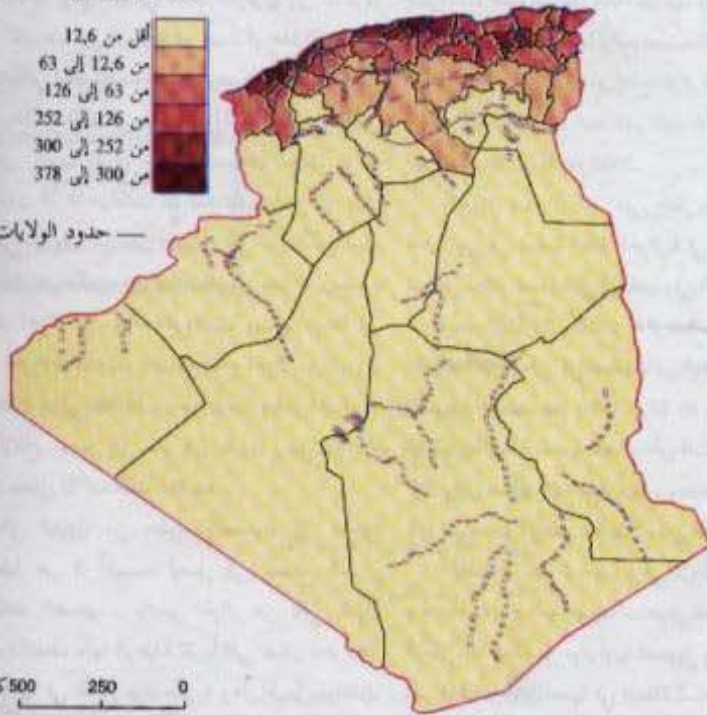 أقل من 12,6
من 12,6 إلى 63
من 63 إلى 126
من 126 إلى 252
من 252 إلى 300
من 300 إلى 378
حدود الولايات
500 250 0